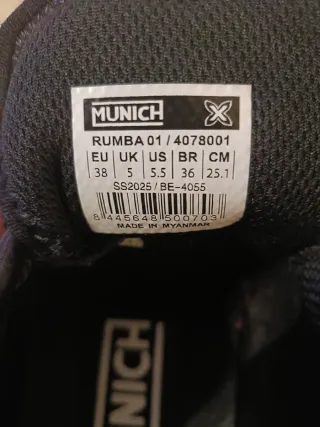 MUNICH
RUMBA 01 / 4078001
EU UK US BR CM
38 5 5.5 36 25.1
SS2025 / BE-4055
8 445648 500703
MADE IN MYANMAR
MUNICH